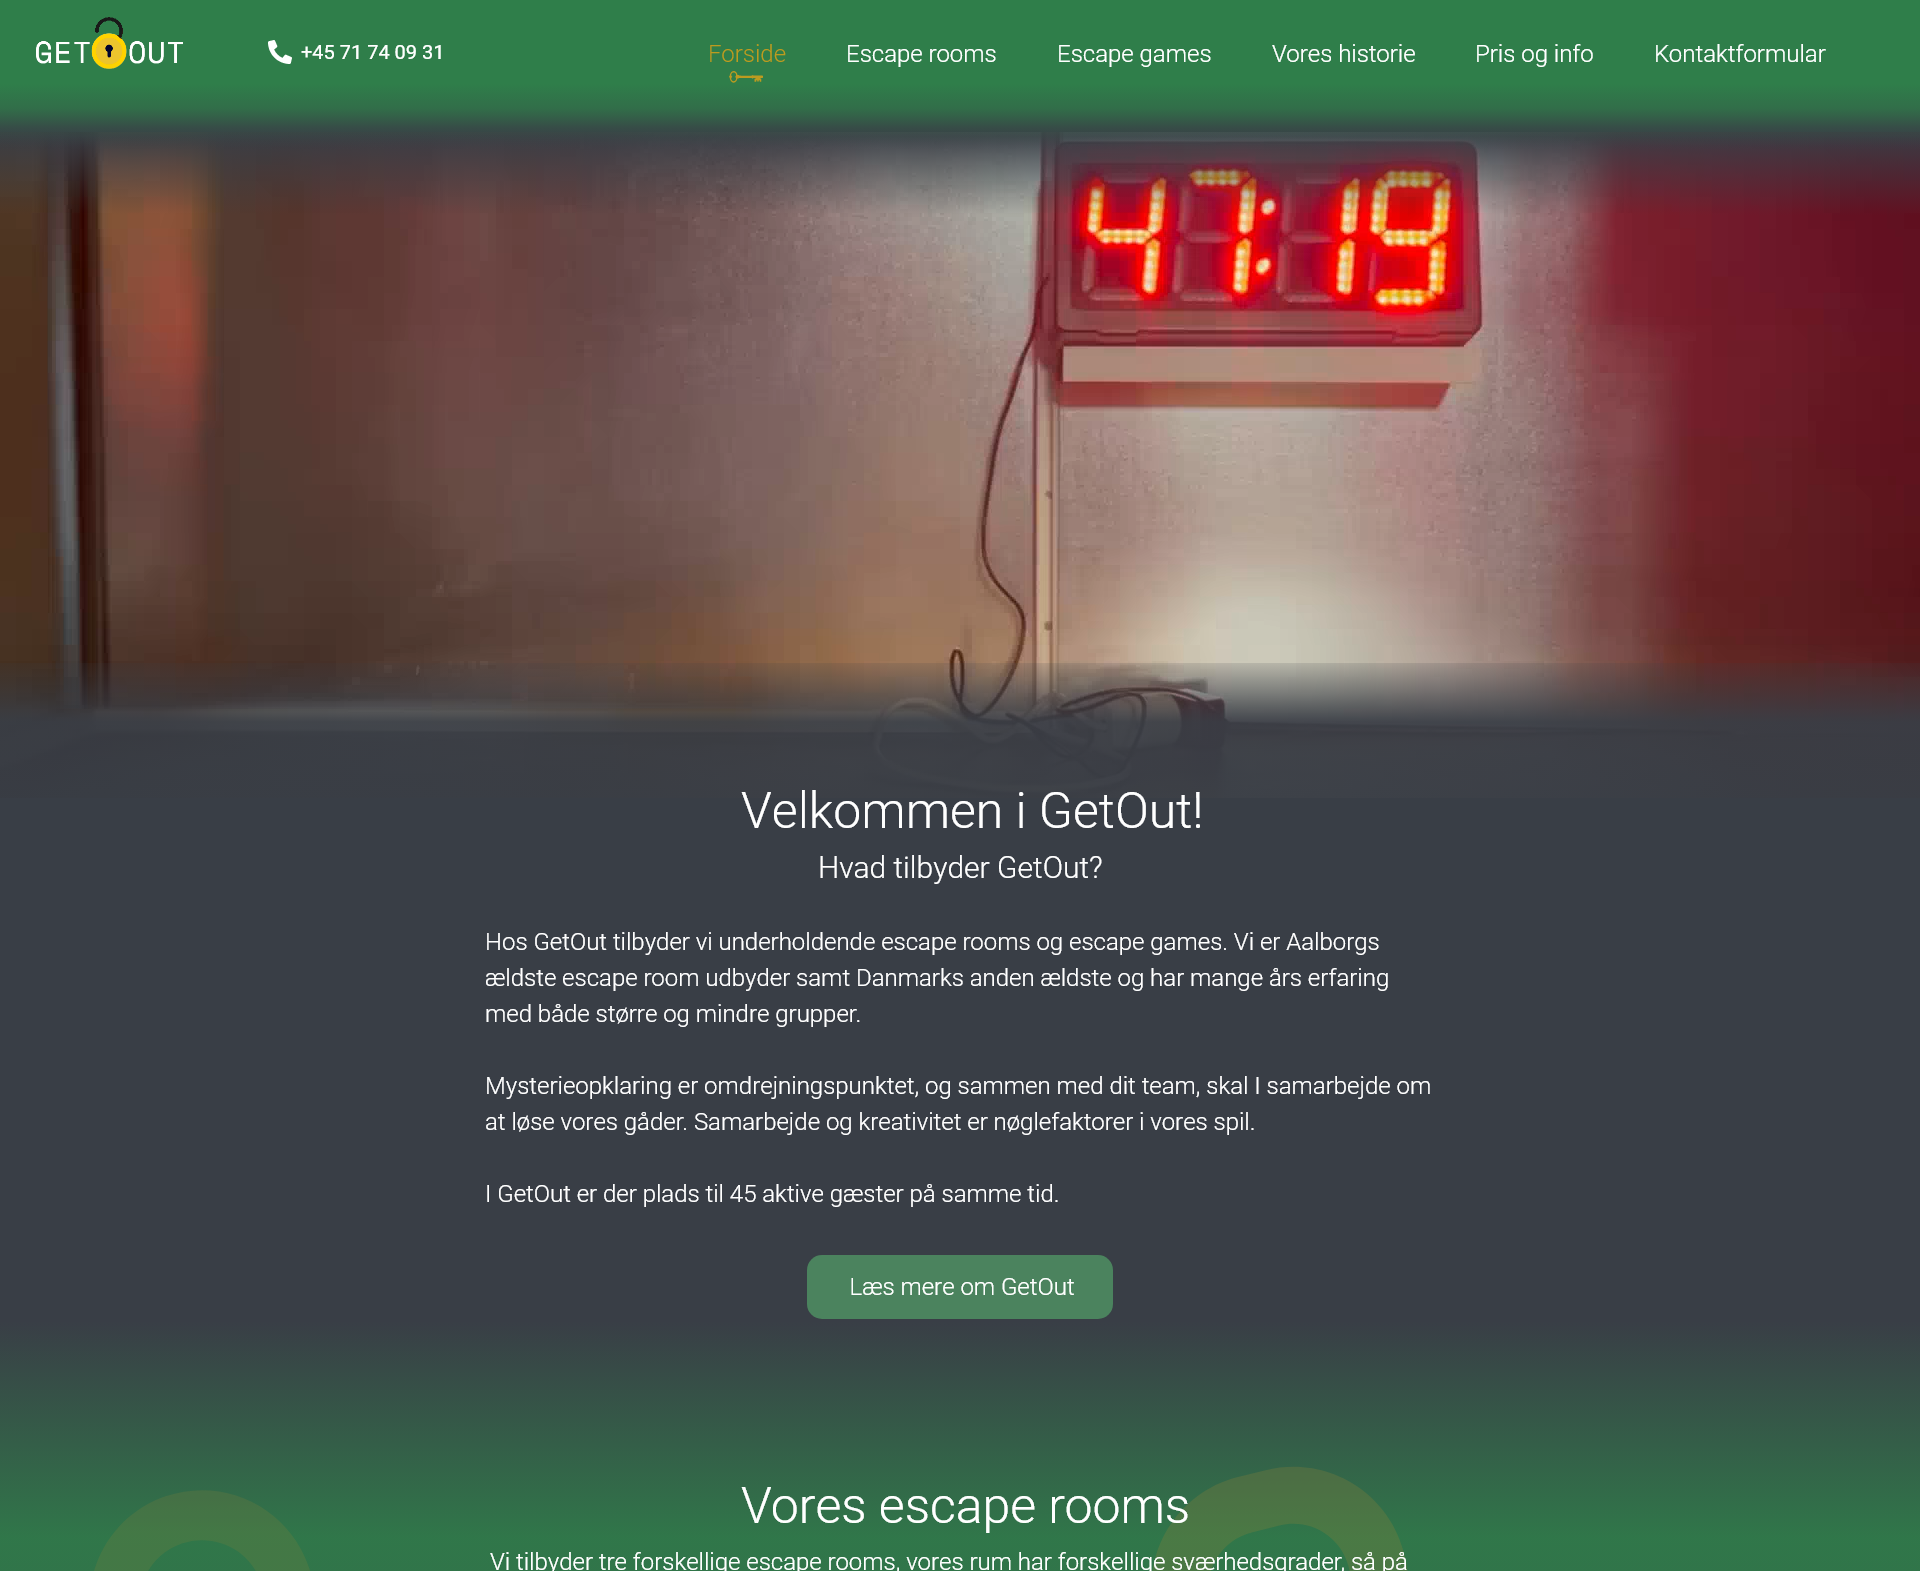 GETOUT
+45 71 74 09 31
Forside
Escape rooms
Escape games
Vores historie
Pris og info
Kontaktformular
47:19
Velkommen i GetOut!
Hvad tilbyder GetOut?
Hos GetOut tilbyder vi underholdende escape rooms og escape games. Vi er Aalborgs
ældste escape room udbyder samt Danmarks anden ældste og har mange års erfaring
med både større og mindre grupper.
Mysterieopklaring er omdrejningspunktet, og sammen med dit team, skal I samarbejde om
at løse vores gåder. Samarbejde og kreativitet er nøglefaktorer i vores spil.
I GetOut er der plads til 45 aktive gæster på samme tid.
Læs mere om GetOut
Vores escape rooms
Vi tilbyder tre forskellige escape rooms, vores rum har forskellige sværhedsgrader, så på